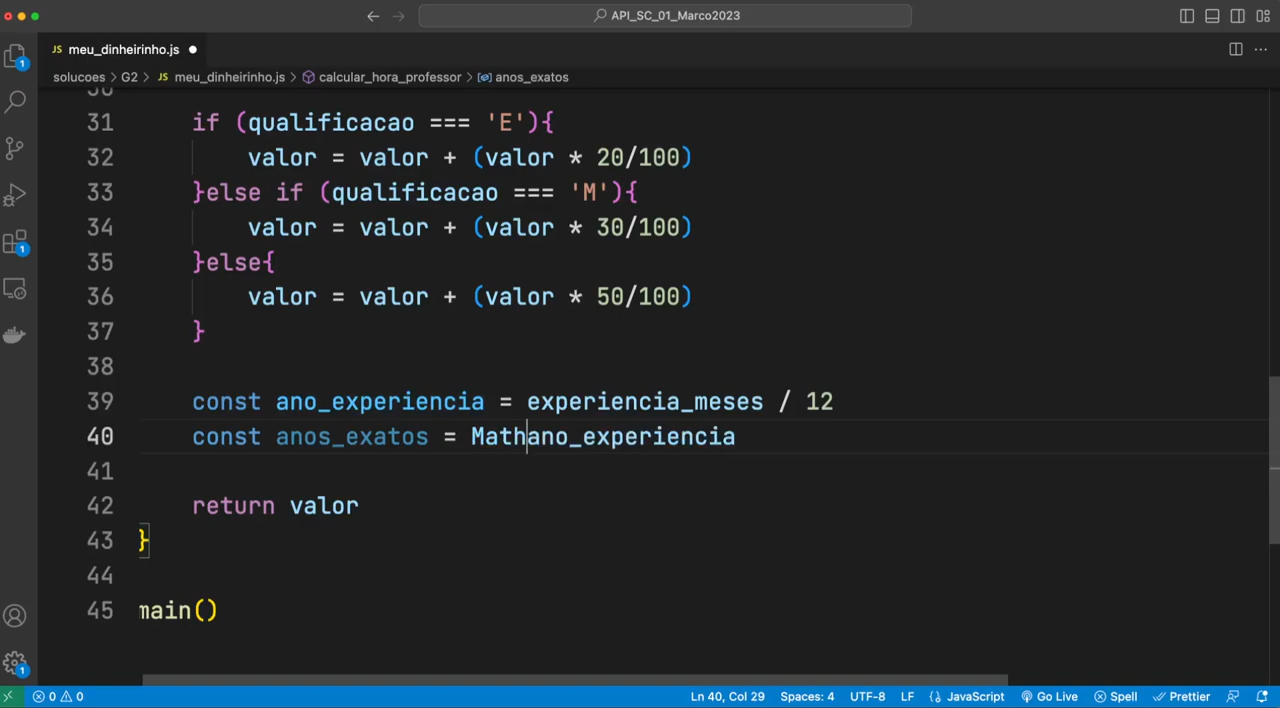 API_SC_01_Marco2023
JS meu_dinheirinho.js
solucoes > G2 > JS meu_dinheirinho.js > calcular_hora_professor > anos_exatos
30
31 if (qualificacao === 'E'){
32 valor = valor + (valor * 20/100)
33 }else if (qualificacao === 'M'){
34 valor = valor + (valor * 30/100)
35 }else{
36 valor = valor + (valor * 50/100)
37 }
38
39 const ano_experiencia = experiencia_meses / 12
40 const anos_exatos = Mathano_experiencia
41
42 return valor
43 }
44
45 main()
1
1
1
0 0 Ln 40, Col 29 Spaces: 4 UTF-8 LF {} JavaScript Go Live Spell Prettier